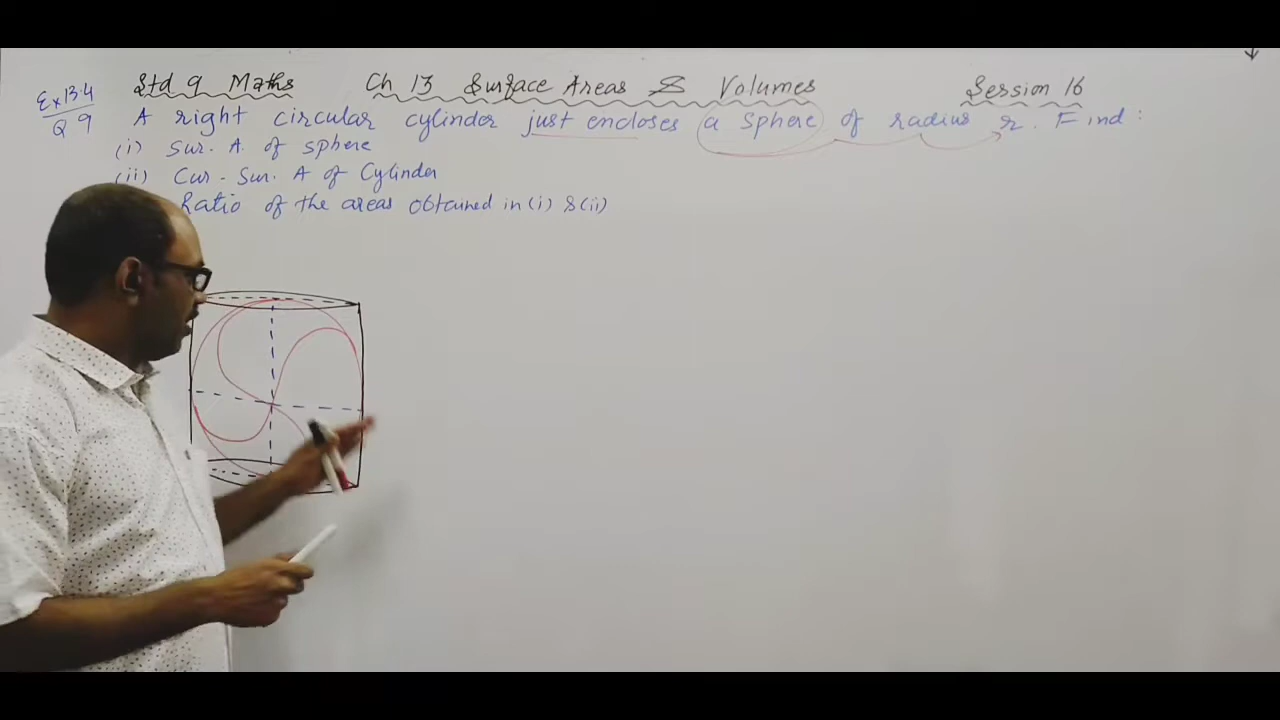 Std 9 Maths Ch 13 Surface Areas & Volumes Session 16
Ex 13.4
Q 9
A right circular cylinder just encloses a sphere of radius r. Find :
(i) Sur. A of sphere
(ii) Cur. Sur. A of Cylinder
Ratio of the areas obtained in (i) & (ii)